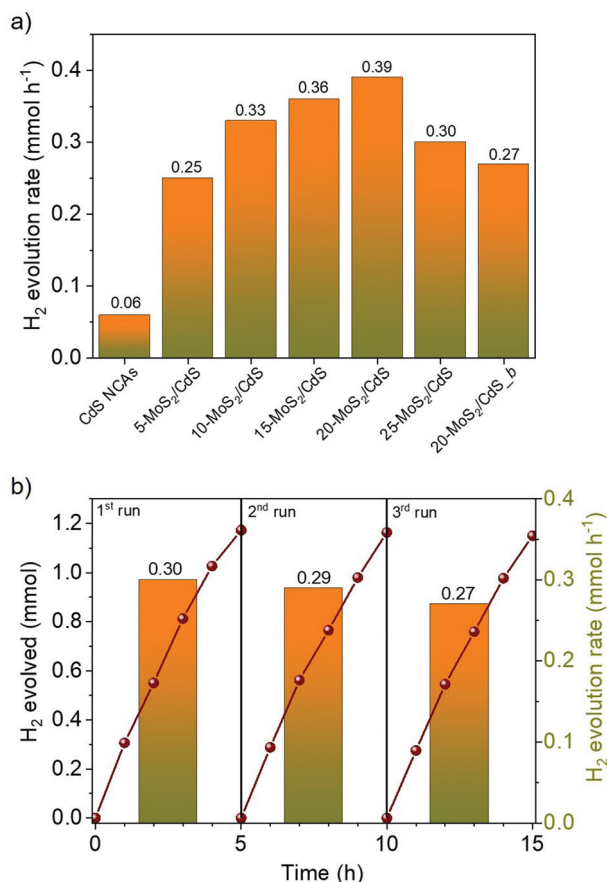 a)
H₂ evolution rate (mmol h⁻¹)
0.4
0.3
0.2
0.1
0.0
0.06
0.25
0.33
0.36
0.39
0.30
0.27
CdS NCAs
5-MoS₂/CdS
10-MoS₂/CdS
15-MoS₂/CdS
20-MoS₂/CdS
25-MoS₂/CdS
20-MoS₂/CdS_b
b)
1ˢᵗ run
2ⁿᵈ run
3ʳᵈ run
H₂ evolved (mmol)
1.2
1.0
0.8
0.6
0.4
0.2
0.0
0.30
0.29
0.27
0.4
0.3
0.2
0.1
0.0
H₂ evolution rate (mmol h⁻¹)
0 5 10 15
Time (h)